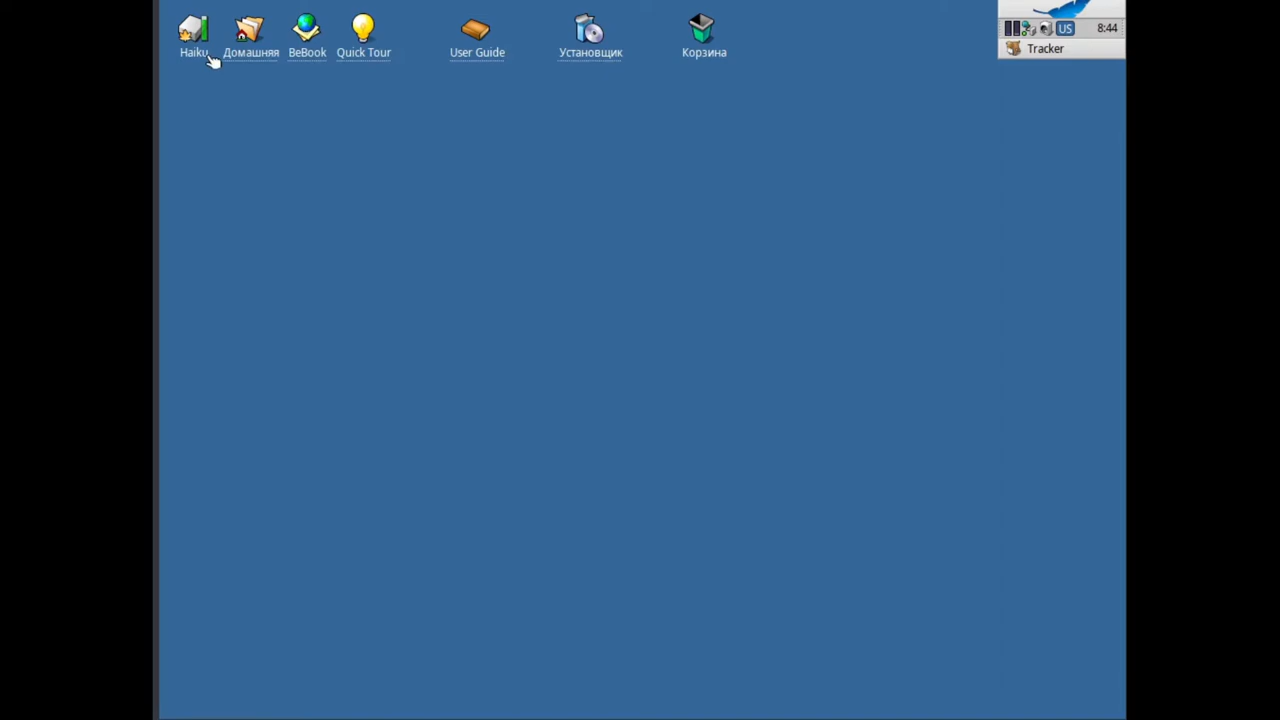 Haiku
Домашняя
BeBook
Quick Tour
User Guide
Установщик
Корзина
US
8:44
Tracker